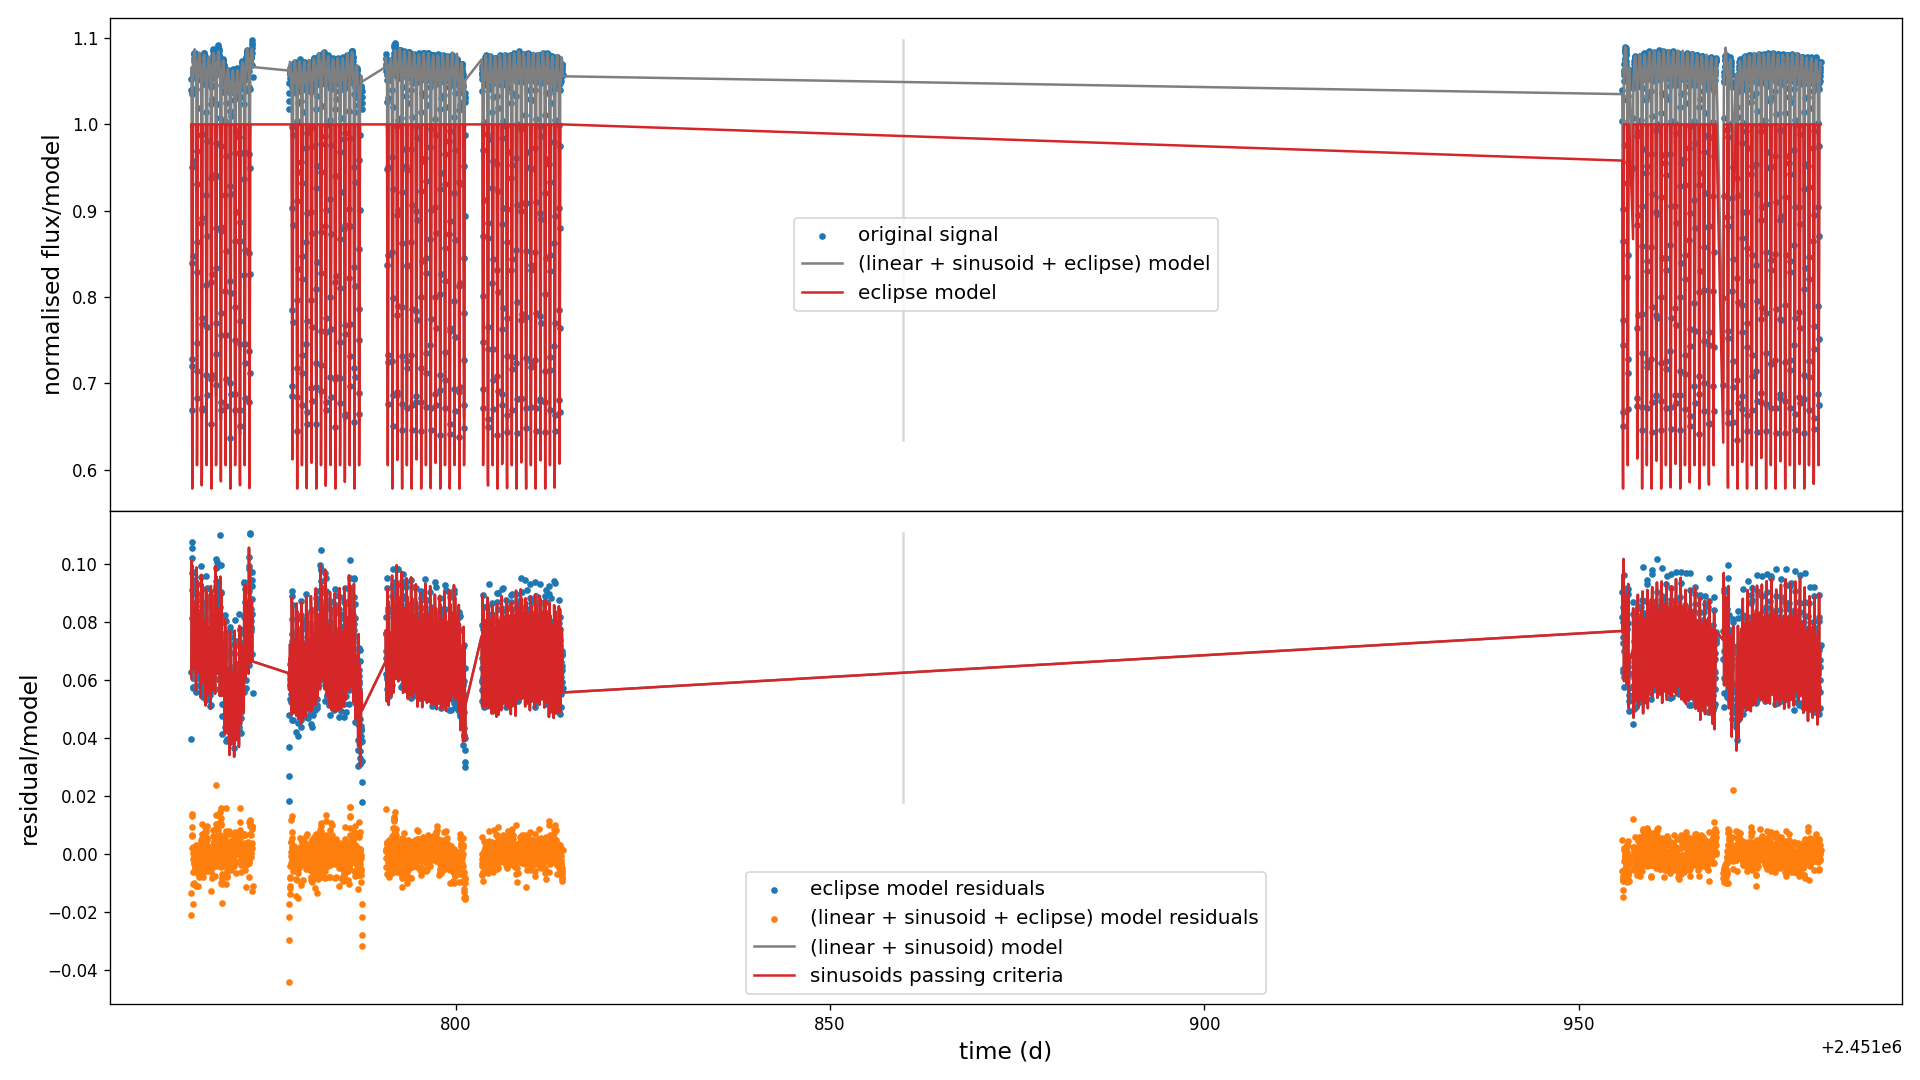 1.1
1.0
0.9
0.8
0.7
0.6
normalised flux/model
original signal
(linear + sinusoid + eclipse) model
eclipse model
0.10
0.08
0.06
0.04
0.02
0.00
−0.02
−0.04
residual/model
eclipse model residuals
(linear + sinusoid + eclipse) model residuals
(linear + sinusoid) model
sinusoids passing criteria
800
850
900
950
time (d)
+2.451e6